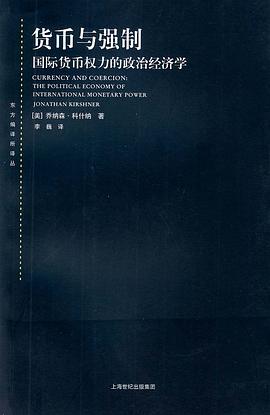 货币与强制
国际货币权力的政治经济学
CURRENCY AND COERCION:
THE POLITICAL ECONOMY OF
INTERNATIONAL MONETARY POWER
JONATHAN KIRSHNER
[美] 乔纳森·科什纳 著
李巍 译
东方编译所译丛
上海世纪出版集团